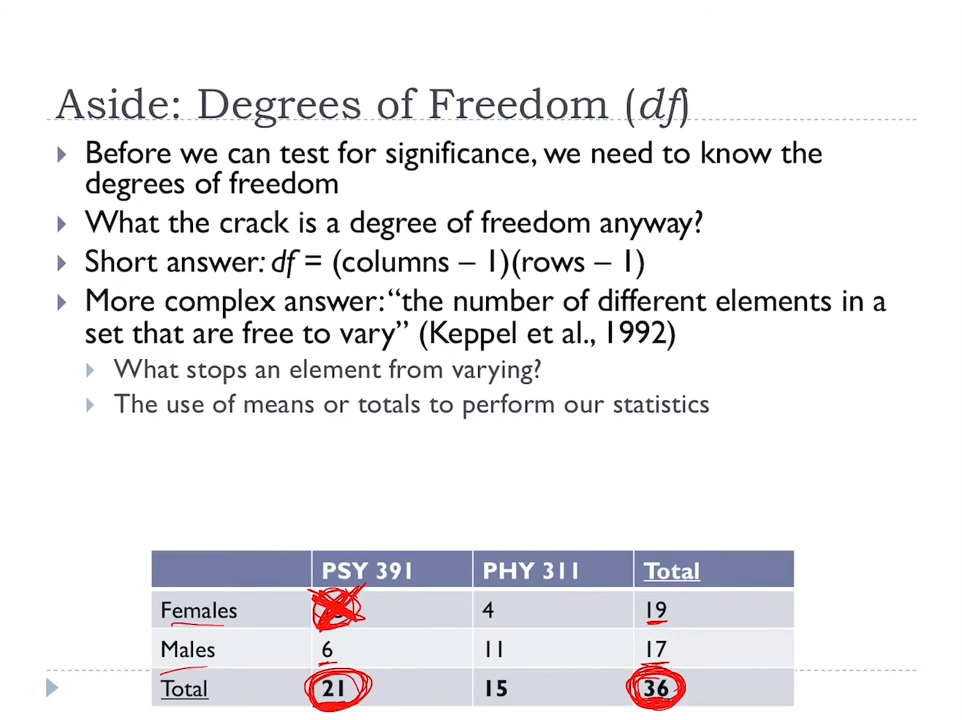 Aside: Degrees of Freedom (df)
Before we can test for significance, we need to know the
degrees of freedom
What the crack is a degree of freedom anyway?
Short answer: df = (columns – 1)(rows – 1)
More complex answer: “the number of different elements in a
set that are free to vary” (Keppel et al., 1992)
What stops an element from varying?
The use of means or totals to perform our statistics
PSY 391 PHY 311 Total
Females 4 19
Males 6 11 17
Total 21 15 36